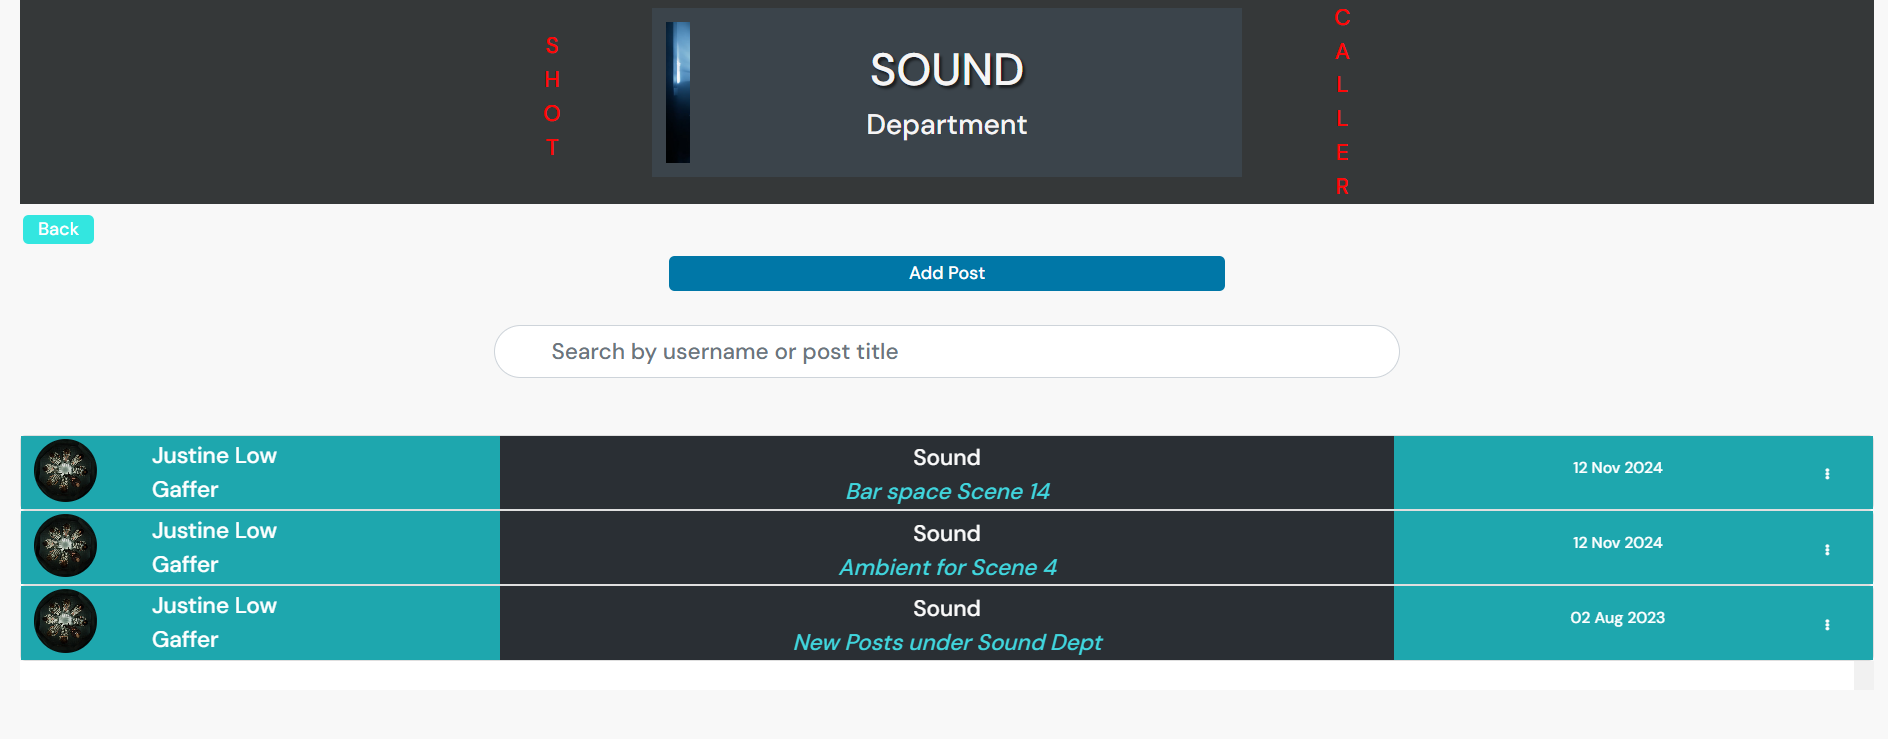 SHOT
SOUND
Department
CALLER
Back
Add Post
Search by username or post title
Justine Low
Gaffer
Sound
Bar space Scene 14
12 Nov 2024
Justine Low
Gaffer
Sound
Ambient for Scene 4
12 Nov 2024
Justine Low
Gaffer
Sound
New Posts under Sound Dept
02 Aug 2023